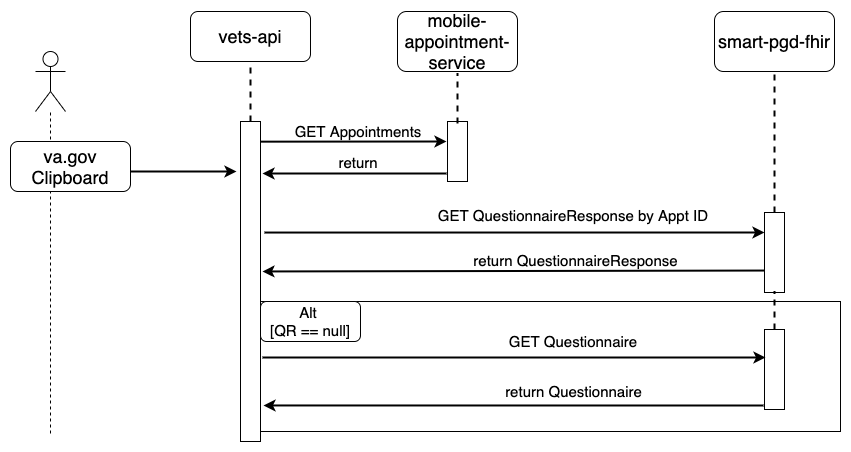 vets-api
mobile-
appointment-
service
smart-pgd-fhir
va.gov
Clipboard
GET Appointments
return
GET QuestionnaireResponse by Appt ID
return QuestionnaireResponse
Alt
[QR == null]
GET Questionnaire
return Questionnaire